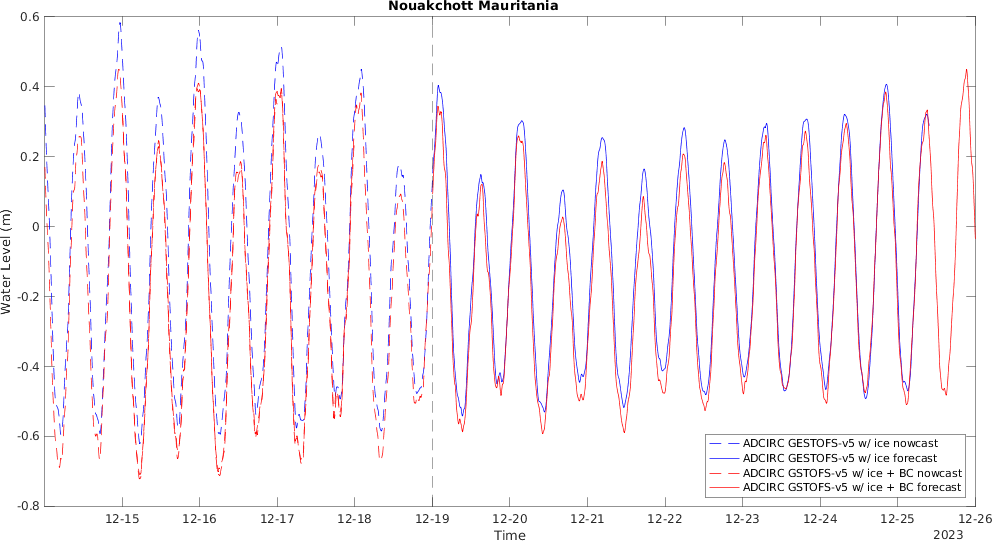 Nouakchott Mauritania
0.6
0.4
0.2
0
-0.2
-0.4
-0.6
-0.8
Water Level (m)
ADCIRC GESTOFS-v5 w/ ice nowcast
ADCIRC GESTOFS-v5 w/ ice forecast
ADCIRC GSTOFS-v5 w/ ice + BC nowcast
ADCIRC GSTOFS-v5 w/ ice + BC forecast
12-15 12-16 12-17 12-18 12-19 12-20 12-21 12-22 12-23 12-24 12-25 12-26
Time
2023